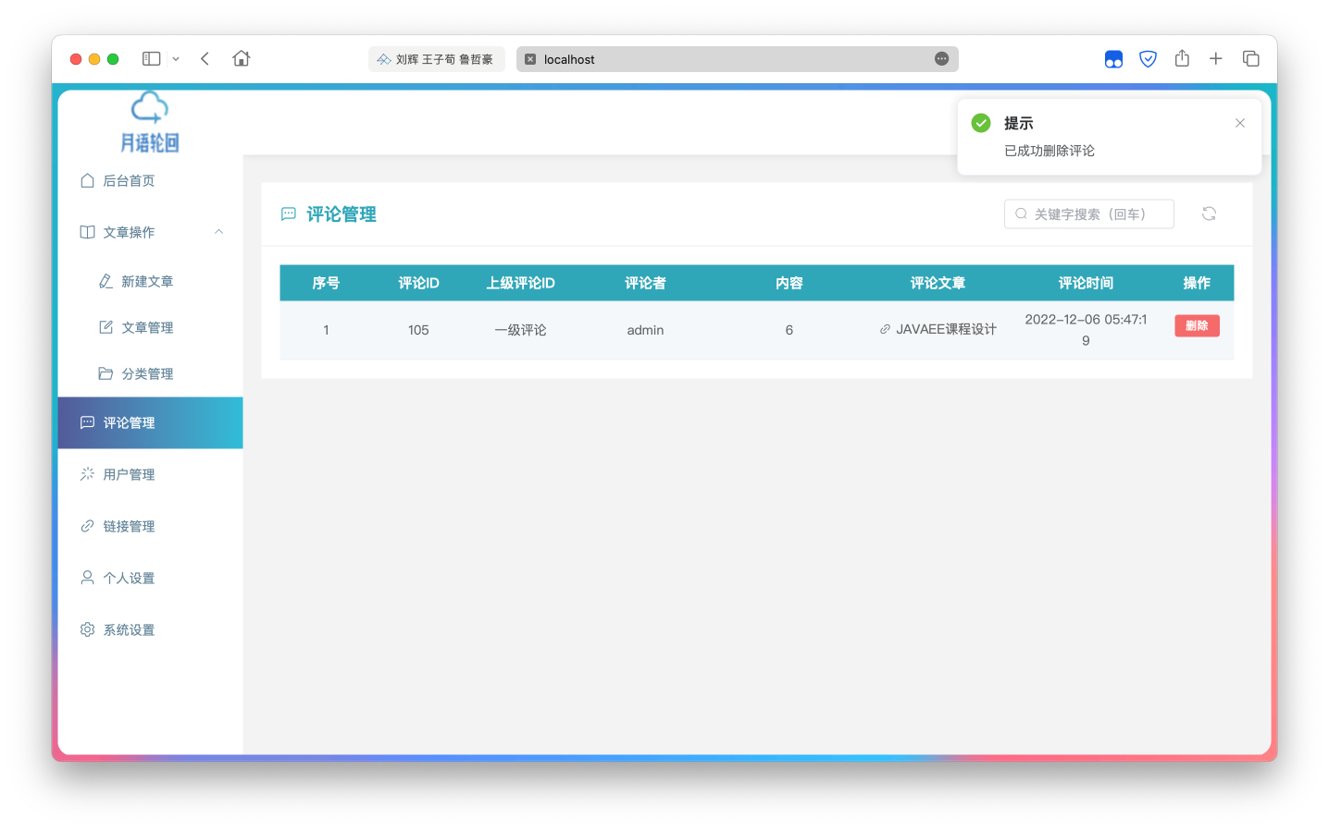 刘辉 王子荀 鲁哲豪
localhost
月语轮回
提示
已成功删除评论
后台首页
文章操作
新建文章
文章管理
分类管理
评论管理
用户管理
链接管理
个人设置
系统设置
评论管理
关键字搜索（回车）
序号 评论ID 上级评论ID 评论者 内容 评论文章 评论时间 操作
1 105 一级评论 admin 6 JAVAEE课程设计 2022-12-06 05:47:1 删除
9